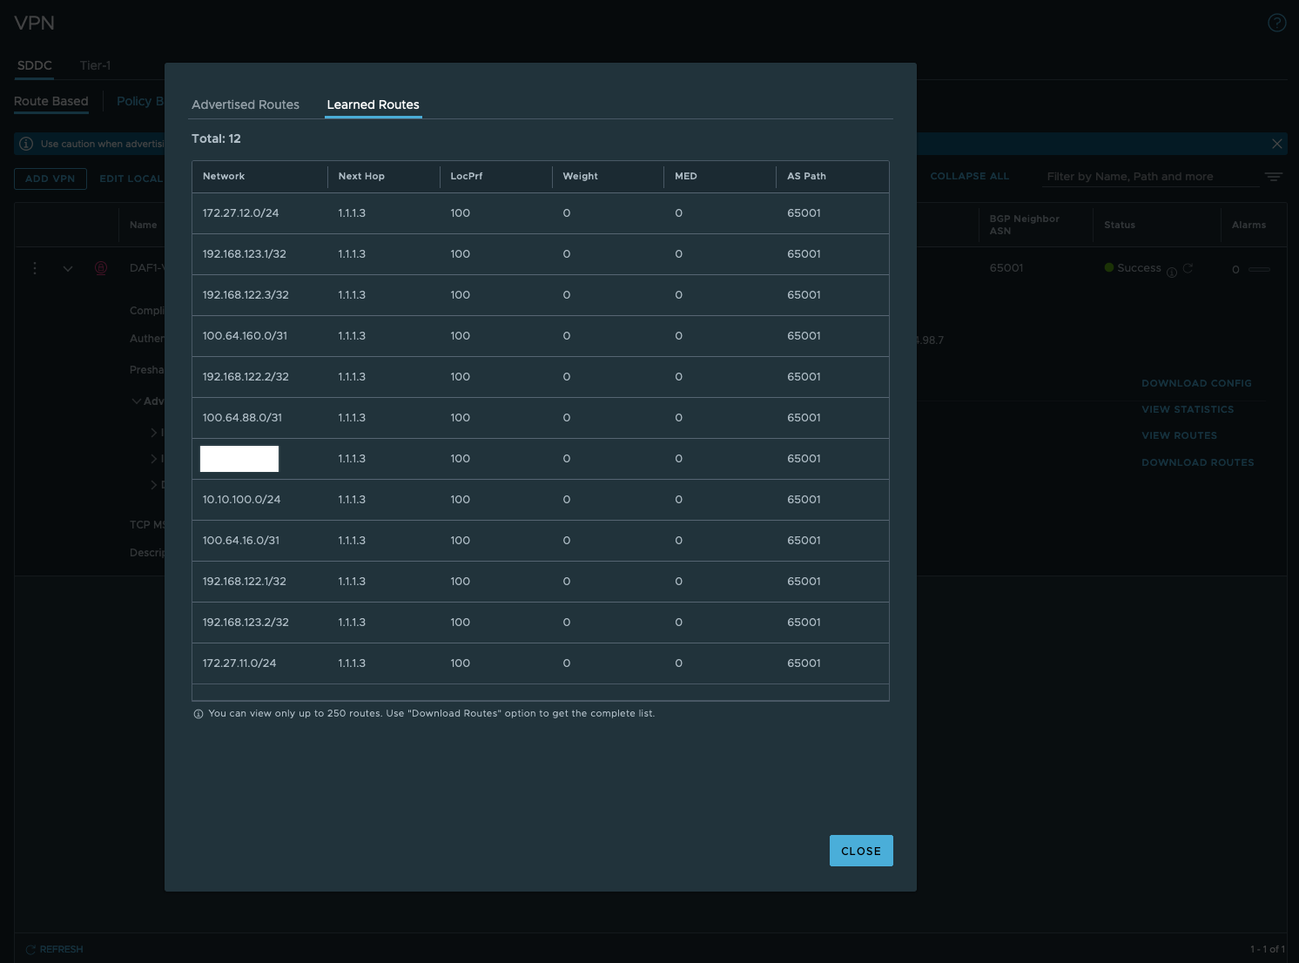 VPN
SDDC Tier-1
Route Based Policy B
Use caution when advertisi
ADD VPN EDIT LOCAL
COLLAPSE ALL Filter by Name, Path and more
Name BGP Neighbor ASN Status Alarms
DAF1-V 65001 Success 0
Compli
Authen 4.98.7
Presha
Adv
TCP MS
Descrip
DOWNLOAD CONFIG
VIEW STATISTICS
VIEW ROUTES
DOWNLOAD ROUTES
Advertised Routes Learned Routes
Total: 12
Network Next Hop LocPrf Weight MED AS Path
172.27.12.0/24 1.1.1.3 100 0 0 65001
192.168.123.1/32 1.1.1.3 100 0 0 65001
192.168.122.3/32 1.1.1.3 100 0 0 65001
100.64.160.0/31 1.1.1.3 100 0 0 65001
192.168.122.2/32 1.1.1.3 100 0 0 65001
100.64.88.0/31 1.1.1.3 100 0 0 65001
1.1.1.3 100 0 0 65001
10.10.100.0/24 1.1.1.3 100 0 0 65001
100.64.16.0/31 1.1.1.3 100 0 0 65001
192.168.122.1/32 1.1.1.3 100 0 0 65001
192.168.123.2/32 1.1.1.3 100 0 0 65001
172.27.11.0/24 1.1.1.3 100 0 0 65001
You can view only up to 250 routes. Use "Download Routes" option to get the complete list.
CLOSE
REFRESH 1 - 1 of 1